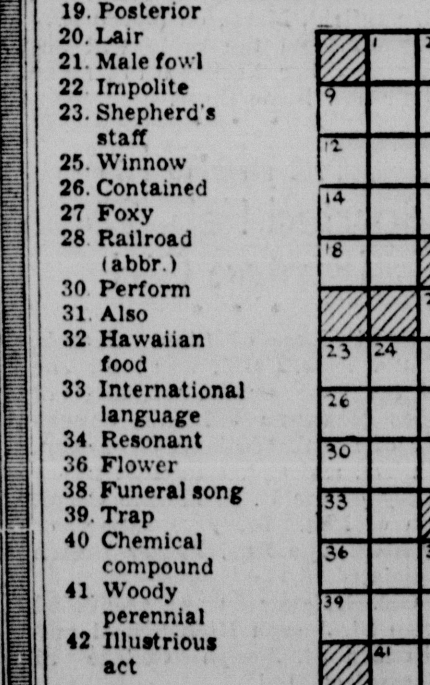 19. Posterior
20. Lair
21. Male fowl
22 Impolite
23. Shepherd's
staff
25. Winnow
26. Contained
27 Foxy
28 Railroad
(abbr.)
30 Perform
31. Also
32 Hawaiian
food
33 International
language
34 Resonant
36 Flower
38 Funeral song
39. Trap
40 Chemical
compound
41 Woody
perennial
42 Illustrious
act
1
9
12
14
18
23 24
26
30
33
36
39
41